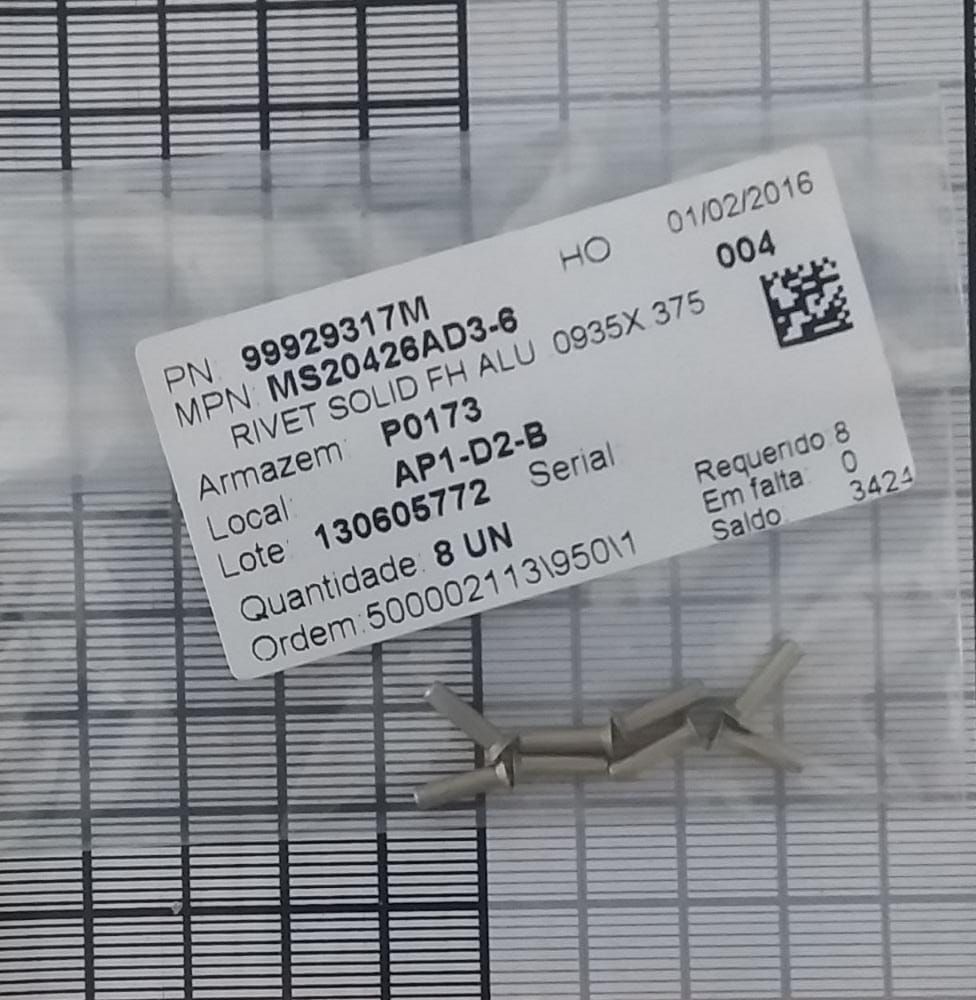 HO 01/02/2016
004
PN: 99929317M
MPN: MS20426AD3-6
RIVET SOLID FH ALU 0935X 375
Armazem: P0173
Local: AP1-D2-B
Lote: 130605772 Serial
Quantidade: 8 UN
Ordem:500002113\950\1
Requerido: 8
Em falta: 0
Saldo: 3424